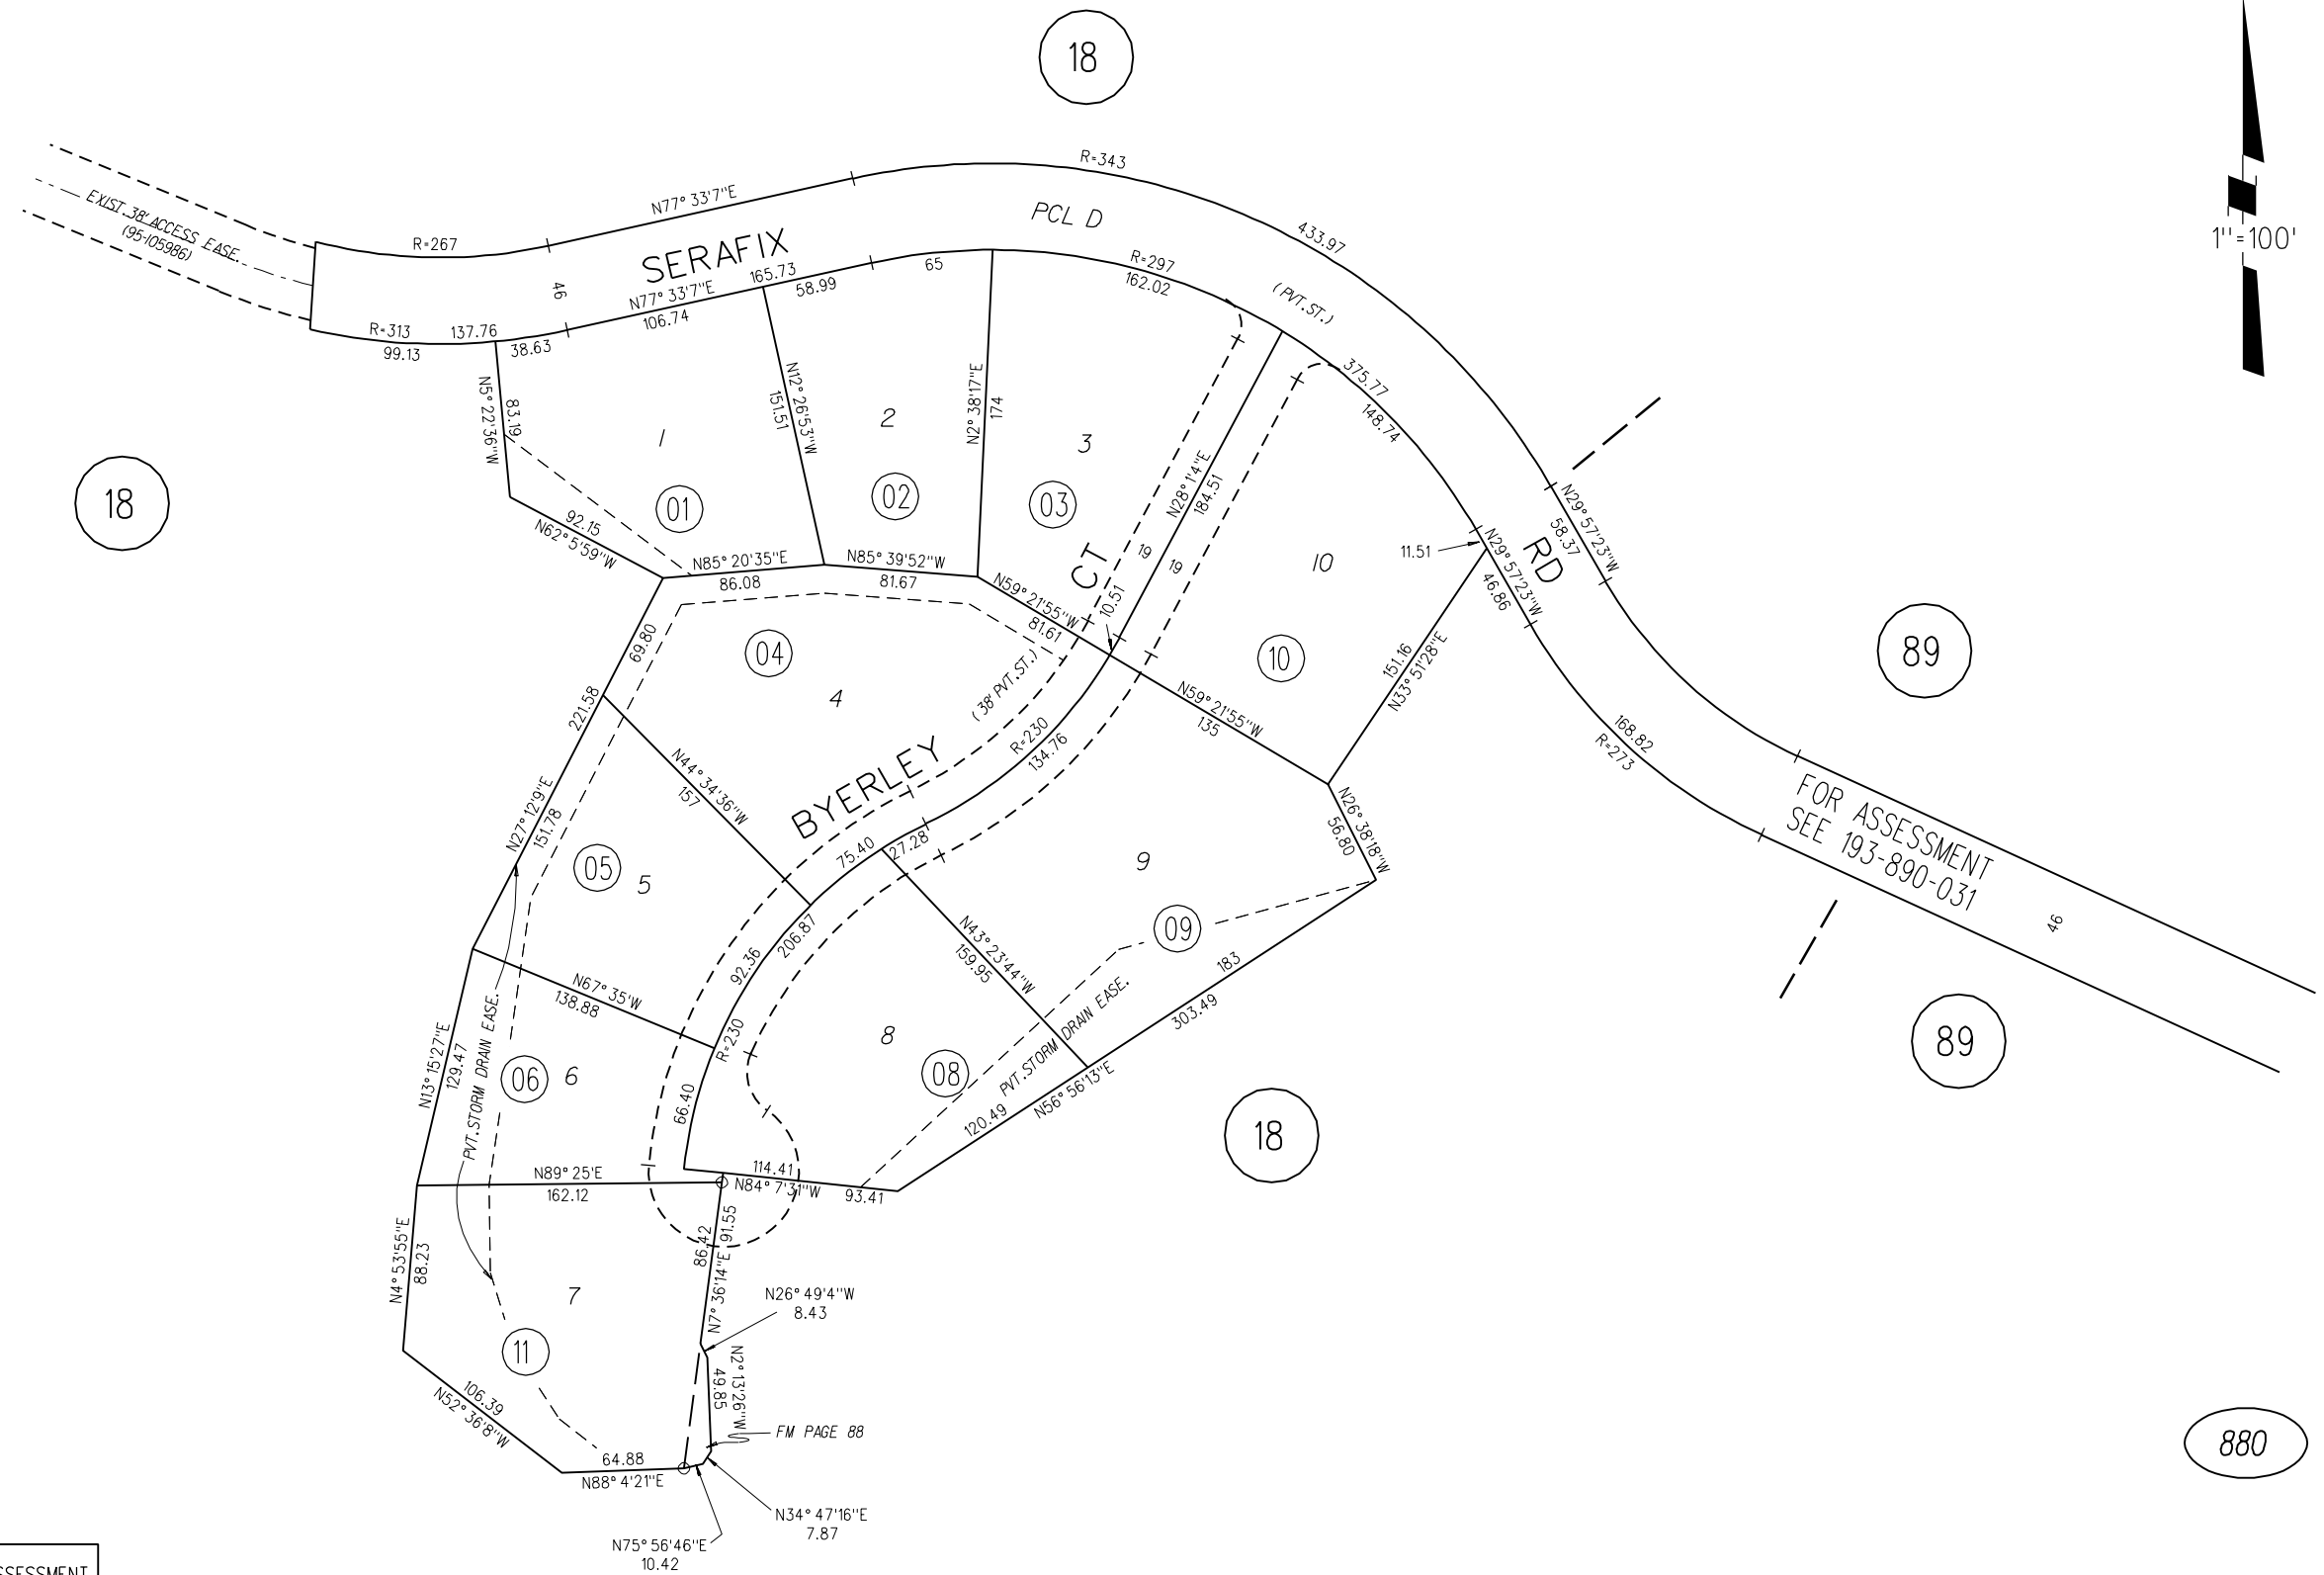 18
R=343
1"=100'
EXIST. 38' ACCESS EASE.
(95-105986)
R=267
N77° 33'7"E
PCL D
433.97
46
SERAFIX
165.73
N77° 33'7"E
106.74
58.99
65
R=297
162.02
(PVT. ST.)
R=313
137.76
99.13
38.63
375.77
148.74
N5° 22'36"W
83.19
N12° 26'53"W
151.51
N2° 38'17"E
174
1
2
3
01
02
03
18
N28° 1'4"E
184.51
CT
19
19
10.51
10
10
11.51
N29° 57'23"W
46.86
RD
N29° 57'23"W
58.37
92.15
N62° 5'59"W
N85° 20'35"E
86.08
N85° 39'52"W
81.67
N59° 21'55"W
81.61
151.16
N33° 51'28"E
89
69.80
04
4
(38' PVT. ST.)
N59° 21'55"W
135
221.58
168.82
R=273
R=230
134.76
N44° 34'36"W
157
BYERLEY
N27° 12'9"E
151.78
75.40
27.28
N26° 38'18"W
56.80
FOR ASSESSMENT
SEE 193-890-031
46
05
5
9
09
92.36
206.87
N43° 23'44"W
159.95
183
303.49
N67° 35'W
138.88
R=230
8
08
PVT. STORM DRAIN EASE.
89
N13° 15'27"E
129.47
PVT. STORM DRAIN EASE.
06
6
66.40
120.49
N56° 56'13"E
18
N89° 25'E
162.12
114.41
N84° 7'31"W
93.41
N4° 53'55"E
88.23
86.42
91.55
N7° 36'14"E
7
N26° 49'4"W
8.43
11
N2° 13'26"W
49.85
106.39
N52° 36'8"W
FM PAGE 88
64.88
N88° 4'21"E
880
N34° 47'16"E
7.87
N75° 56'46"E
10.42
SSESSMENT